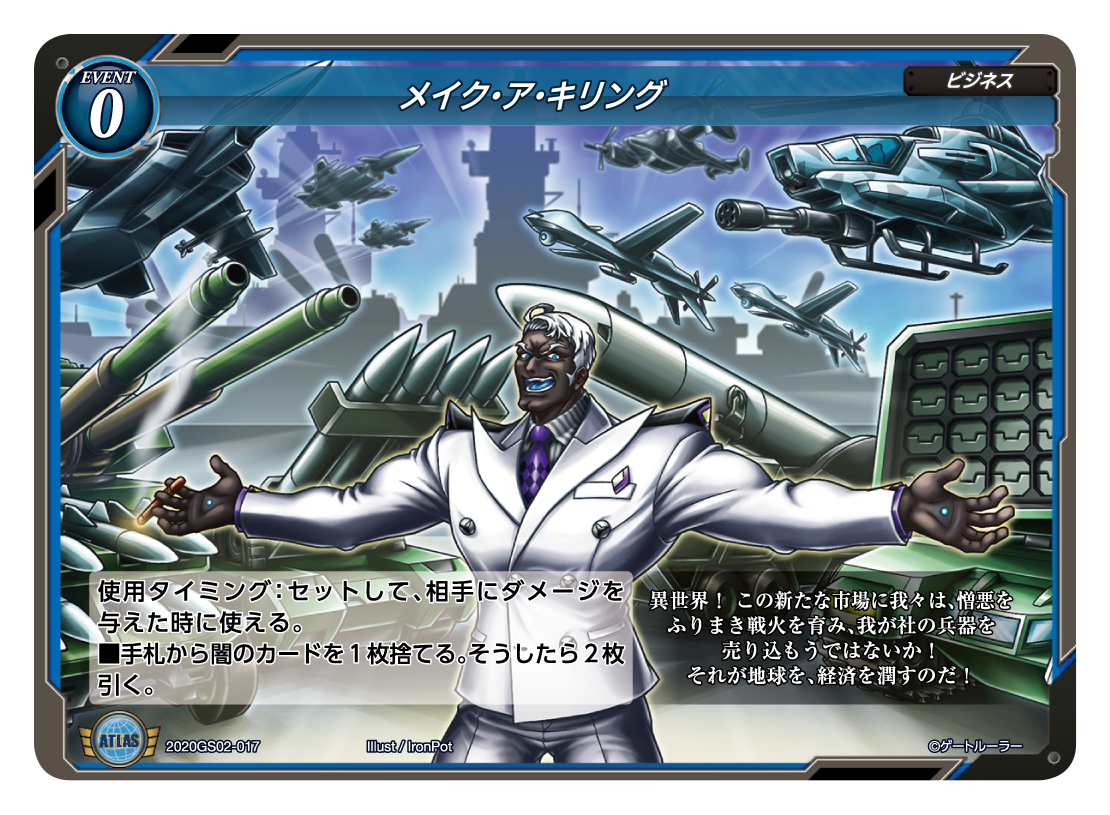 EVENT
0
メイク・ア・キリング
ビジネス
使用タイミング：セットして、相手にダメージを
与えた時に使える。
■手札から闇のカードを１枚捨てる。そうしたら２枚
引く。
異世界！ この新たな市場に我々は、憎悪を
ふりまき戦火を育み、我が社の兵器を
売り込もうではないか！
それが地球を、経済を潤すのだ！
ATLAS
2020GS02-017
Illust / IronPot
©ゲートルーラー